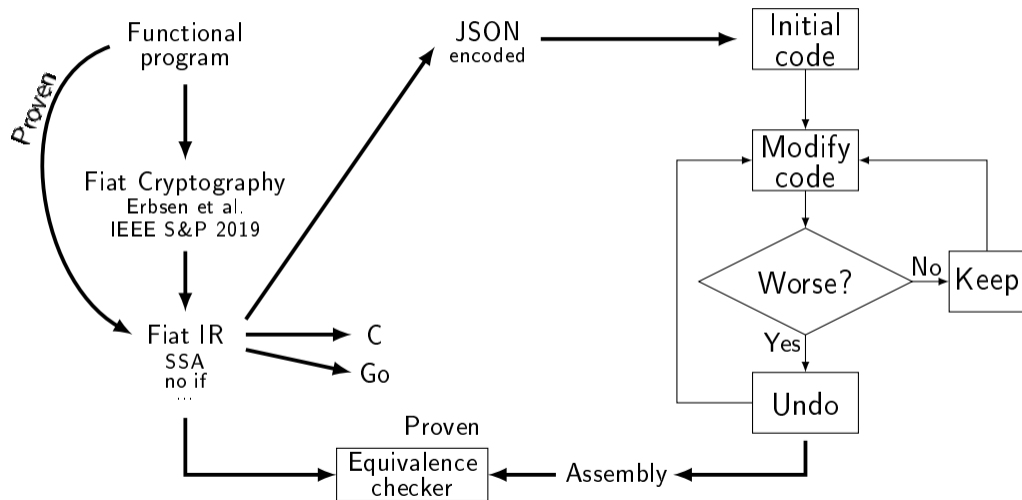 Functional
program
Proven
Fiat Cryptography
Erbsen et al.
IEEE S&P 2019
Fiat IR
SSA
no if
...
JSON
encoded
C
Go
Initial
code
Modify
code
Worse?
No
Keep
Yes
Undo
Proven
Equivalence
checker
Assembly